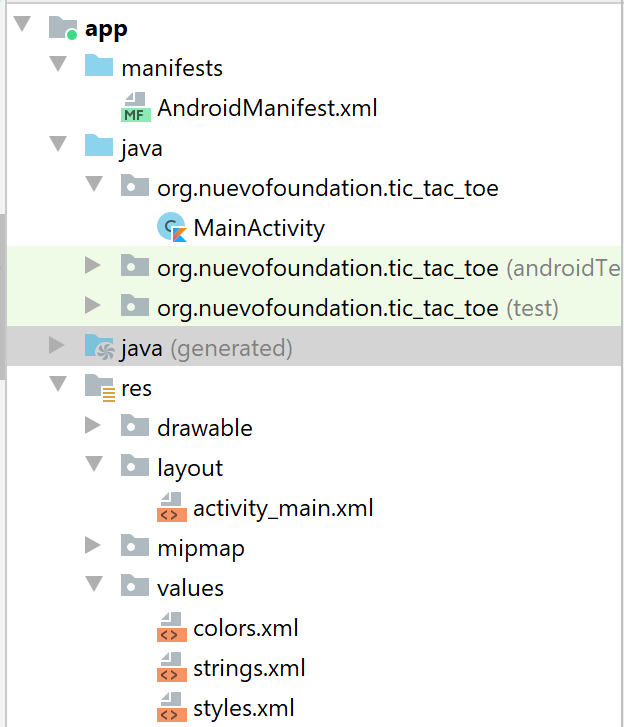 app
manifests
MF AndroidManifest.xml
java
org.nuevofoundation.tic_tac_toe
C MainActivity
org.nuevofoundation.tic_tac_toe (androidTe
org.nuevofoundation.tic_tac_toe (test)
java (generated)
res
drawable
layout
<> activity_main.xml
mipmap
values
<> colors.xml
<> strings.xml
<> styles.xml